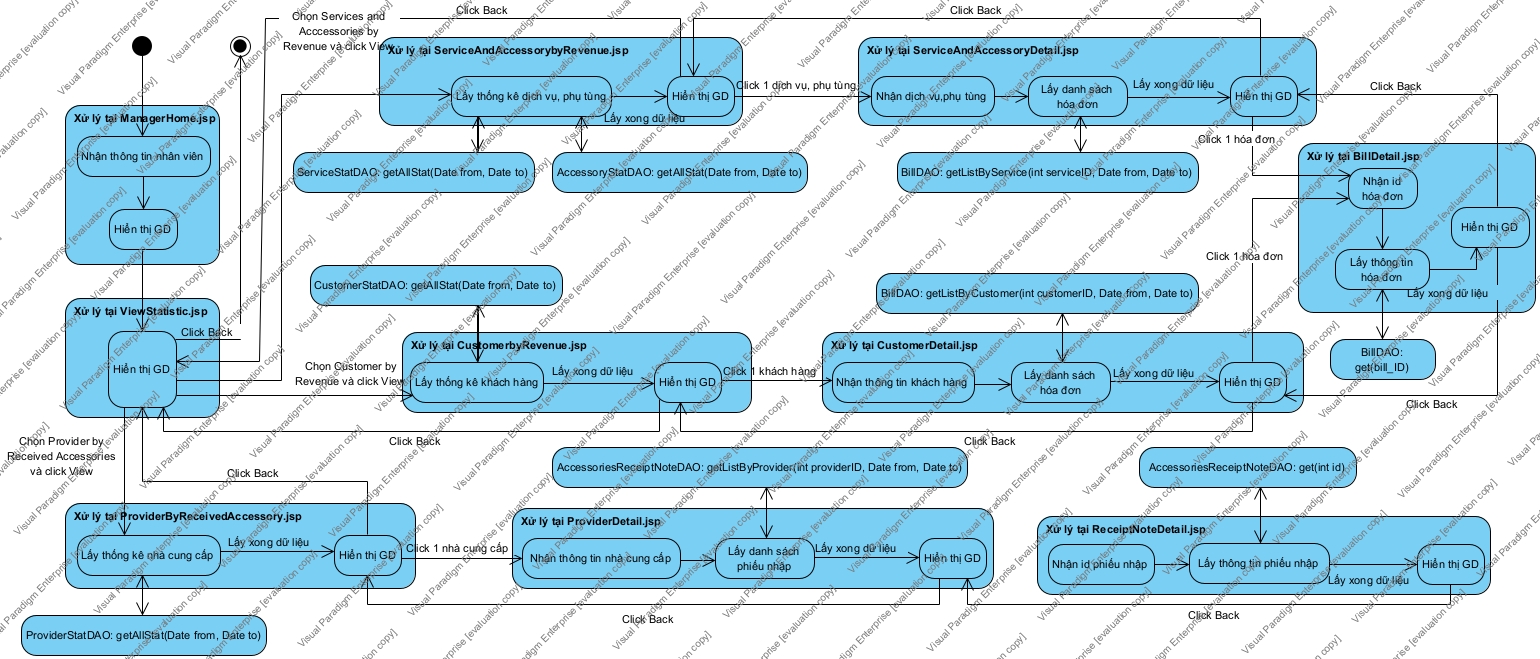 Chọn Services and
Acccessories by
Revenue và click View
Click Back
Click Back
Xử lý tại ServiceAndAccessorybyRevenue.jsp
Lấy thống kê dịch vụ, phụ tùng
Hiển thị GD
Lấy xong dữ liệu
Click 1 dịch vụ, phụ tùng
Xử lý tại ServiceAndAccessoryDetail.jsp
Nhận dịch vụ,phụ tùng
Lấy danh sách
hóa đơn
Lấy xong dữ liệu
Hiển thị GD
Click Back
Xử lý tại ManagerHome.jsp
Nhận thông tin nhân viên
Hiển thị GD
ServiceStatDAO: getAllStat(Date from, Date to)
AccessoryStatDAO: getAllStat(Date from, Date to)
BillDAO: getListByService(int serviceID, Date from, Date to)
Click 1 hóa đơn
Xử lý tại BillDetail.jsp
Nhận id
hóa đơn
Hiển thị GD
Lấy thông tin
hóa đơn
Lấy xong dữ liệu
Click 1 hóa đơn
BillDAO:
get(bill_ID)
CustomerStatDAO: getAllStat(Date from, Date to)
BillDAO: getListByCustomer(int customerID, Date from, Date to)
Xử lý tại ViewStatistic.jsp
Click Back
Hiển thị GD
Chọn Customer by
Revenue và click View
Xử lý tại CustomerbyRevenue.jsp
Lấy thống kê khách hàng
Lấy xong dữ liệu
Hiển thị GD
Click 1 khách hàng
Xử lý tại CustomerDetail.jsp
Nhận thông tin khách hàng
Lấy danh sách
hóa đơn
Lấy xong dữ liệu
Hiển thị GD
Click Back
Click Back
Click Back
Chọn Provider by
Received Accessories
và click View
Click Back
AccessoriesReceiptNoteDAO: getListByProvider(int providerID, Date from, Date to)
AccessoriesReceiptNoteDAO: get(int id)
Xử lý tại ProviderByReceivedAccessory.jsp
Lấy thống kê nhà cung cấp
Lấy xong dữ liệu
Hiển thị GD
Click 1 nhà cung cấp
Xử lý tại ProviderDetail.jsp
Nhận thông tin nhà cung cấp
Lấy danh sách
phiếu nhập
Lấy xong dữ liệu
Hiển thị GD
Xử lý tại ReceiptNoteDetail.jsp
Nhận id phiếu nhập
Lấy thông tin phiếu nhập
Lấy xong dữ liệu
Hiển thị GD
Click Back
Click Back
ProviderStatDAO: getAllStat(Date from, Date to)
Visual Paradigm Enterprise [evaluation copy]